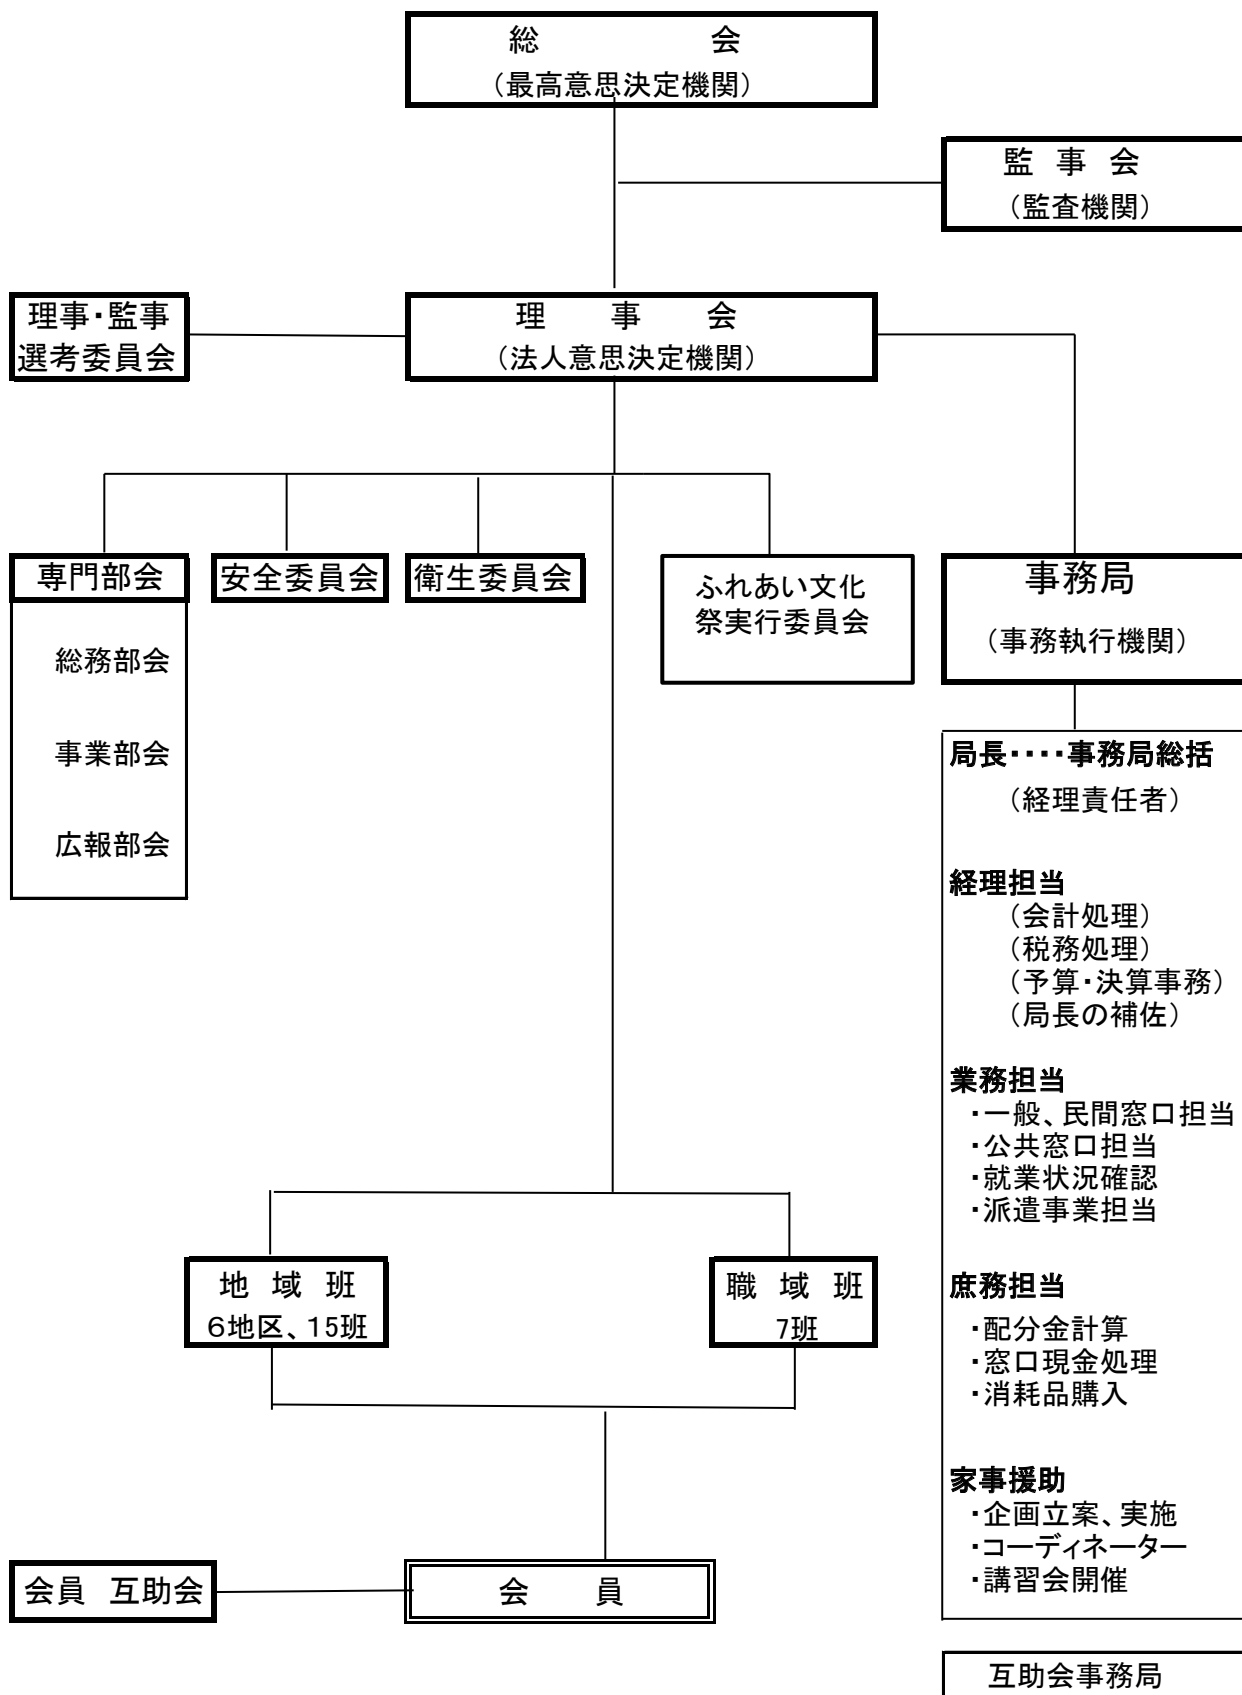 総　会
（最高意思決定機関）
監 事 会
（監査機関）
理事・監事
選考委員会
理 事 会
（法人意思決定機関）
専門部会
安全委員会
衛生委員会
ふれあい文化
祭実行委員会
事務局
（事務執行機関）
総務部会
事業部会
広報部会
局長････事務局総括
（経理責任者）
経理担当
（会計処理）
（税務処理）
（予算・決算事務）
（局長の補佐）
業務担当
・一般、民間窓口担当
・公共窓口担当
・就業状況確認
・派遣事業担当
地 域 班
６地区、15班
職 域 班
7班
庶務担当
・配分金計算
・窓口現金処理
・消耗品購入
家事援助
・企画立案、実施
・コーディネーター
・講習会開催
会員 互助会
会 員
互助会事務局